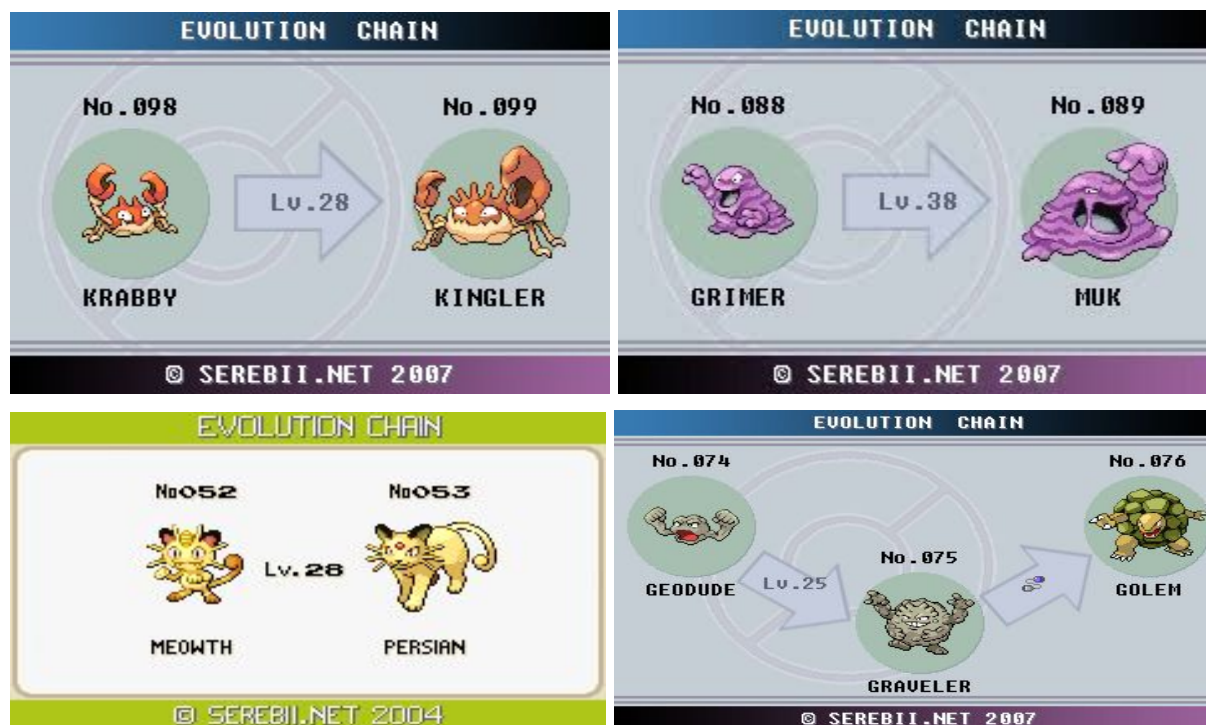 EVOLUTION CHAIN
No.098 No.099
Lv.28
KRABBY KINGLER
© SEREBII.NET 2007
EVOLUTION CHAIN
No.088 No.089
Lv.38
GRIMER MUK
© SEREBII.NET 2007
EVOLUTION CHAIN
No052 No053
Lv.28
MEOWTH PERSIAN
© SEREBII.NET 2004
EVOLUTION CHAIN
No.074 No.076
No.075
Lv.25
GEODUDE GOLEM
GRAVELER
© SEREBII.NET 2007